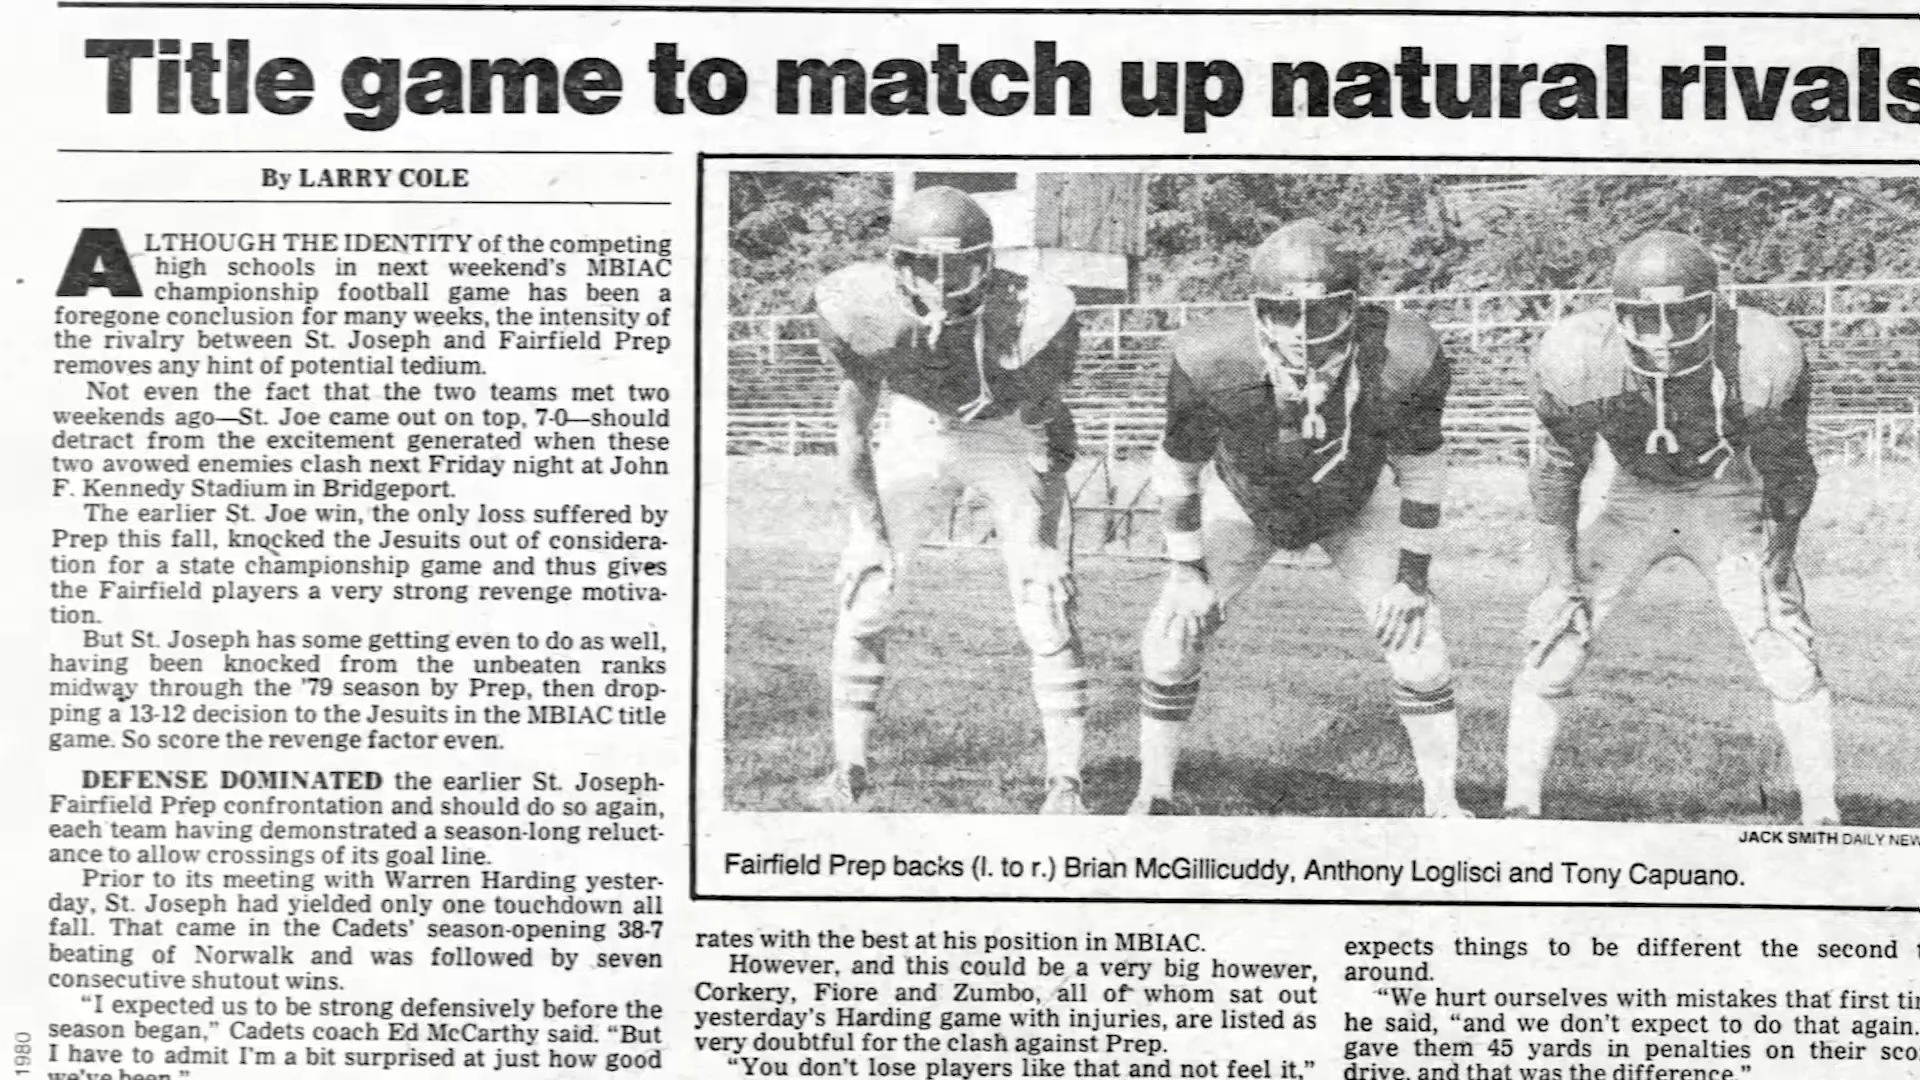 Title game to match up natural rivals
By LARRY COLE
ALTHOUGH THE IDENTITY of the competing
high schools in next weekend's MBIAC
championship football game has been a
foregone conclusion for many weeks, the intensity of
the rivalry between St. Joseph and Fairfield Prep
removes any hint of potential tedium.
Not even the fact that the two teams met two
weekends ago—St. Joe came out on top, 7-0—should
detract from the excitement generated when these
two avowed enemies clash next Friday night at John
F. Kennedy Stadium in Bridgeport.
The earlier St. Joe win, the only loss suffered by
Prep this fall, knocked the Jesuits out of considera-
tion for a state championship game and thus gives
the Fairfield players a very strong revenge motiva-
tion.
But St. Joseph has some getting even to do as well,
having been knocked from the unbeaten ranks
midway through the '79 season by Prep, then drop-
ping a 13-12 decision to the Jesuits in the MBIAC title
game. So score the revenge factor even.
DEFENSE DOMINATED the earlier St. Joseph-
Fairfield Prep confrontation and should do so again,
each team having demonstrated a season-long reluct-
ance to allow crossings of its goal line.
Prior to its meeting with Warren Harding yester-
day, St. Joseph had yielded only one touchdown all
fall. That came in the Cadets' season-opening 38-7
beating of Norwalk and was followed by seven
consecutive shutout wins.
"I expected us to be strong defensively before the
season began," Cadets coach Ed McCarthy said. "But
I have to admit I'm a bit surprised at just how good
we've been."
1980
JACK SMITH DAILY NEW
Fairfield Prep backs (l. to r.) Brian McGillicuddy, Anthony Loglisci and Tony Capuano.
rates with the best at his position in MBIAC.
However, and this could be a very big however,
Corkery, Fiore and Zumbo, all of whom sat out
yesterday's Harding game with injuries, are listed as
very doubtful for the clash against Prep.
"You don't lose players like that and not feel it,"
expects things to be different the second
around.
"We hurt ourselves with mistakes that first
he said, "and we don't expect to do that again.
gave them 45 yards in penalties on their
drive, and that was the difference."